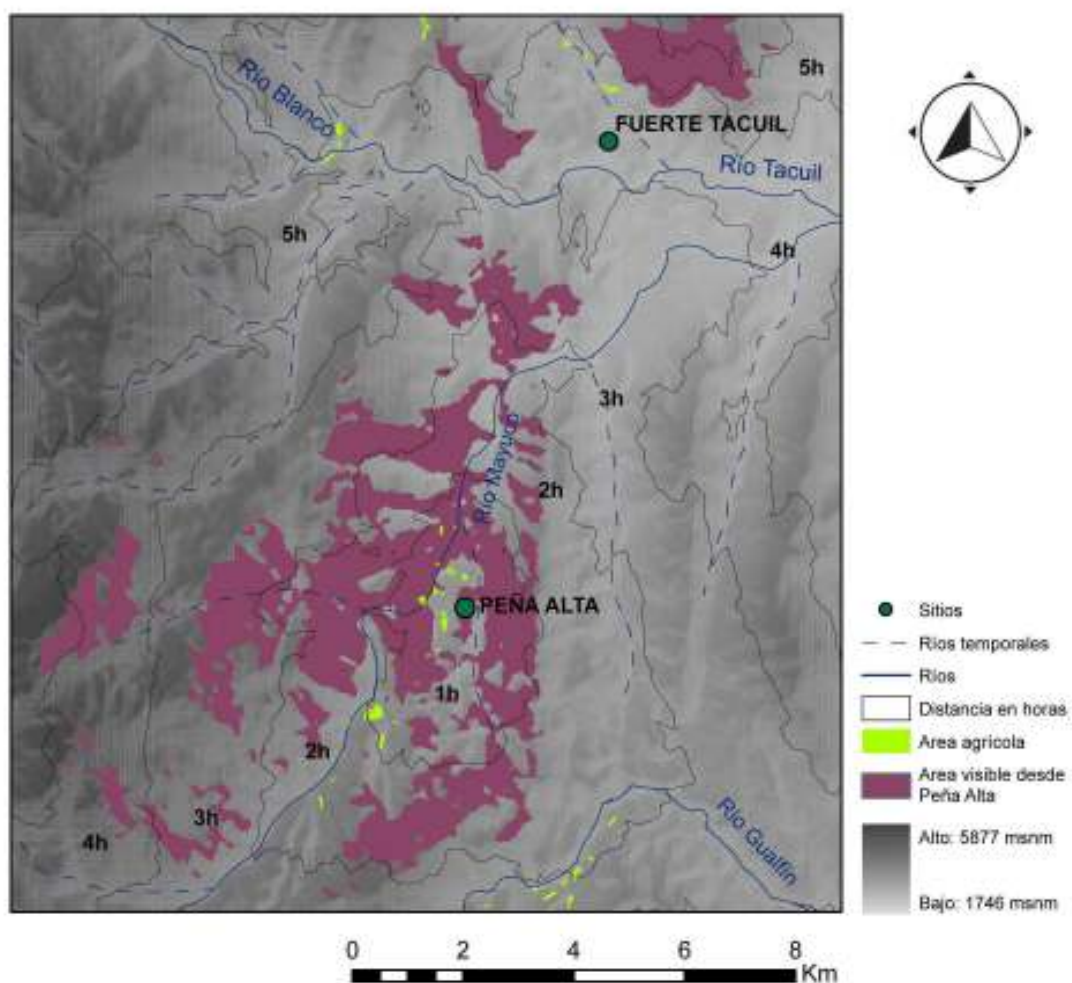 5h
Río Blanco
FUERTE TACUIL
Río Tacuil
5h
4h
3h
Río Mayuco
2h
PEÑA ALTA
1h
2h
3h
4h
Río Gualfín
Sitios
Ríos temporales
Ríos
Distancia en horas
Area agrícola
Area visible desde
Peña Alta
Alto: 5877 msnm
Bajo: 1746 msnm
0 2 4 6 8
Km